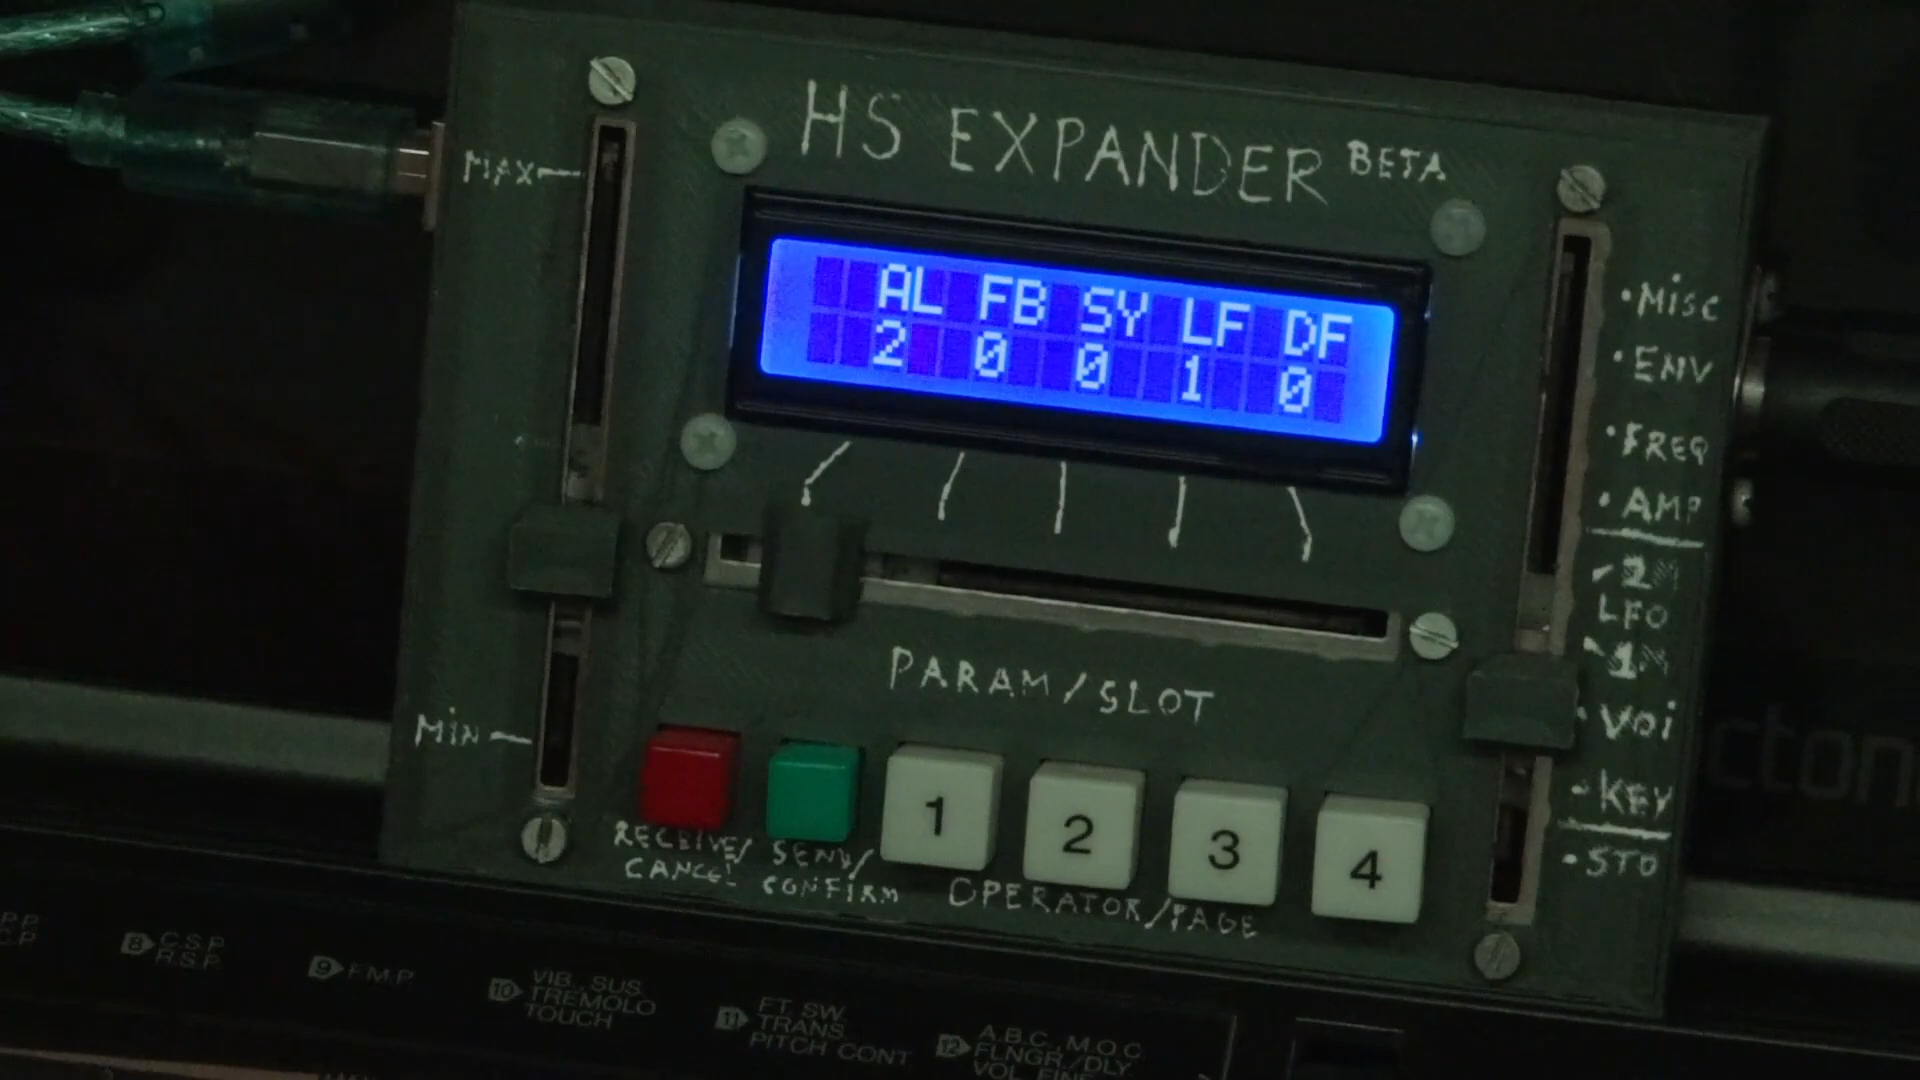 HS EXPANDER BETA
MAX
AL FB SY LF DF
2 0 0 1 0
• MISC
• ENV
• FREQ
• AMP
2
LFO
1
• VOi
• KEY
• STO
PARAM/SLOT
MiN
1 2 3 4
RECEIVE/
CANCEL
SEND/
CONFIRM
OPERATOR/PAGE
cton
8 C.S.P.
R.S.P.
9 F.M.P.
10 VIB., SUS.
TREMOLO
TOUCH
11 FT. SW.
TRANS.
PITCH CONT
12 A.B.C., M.O.C.
FLNGR./DLY.
VOL. FINE